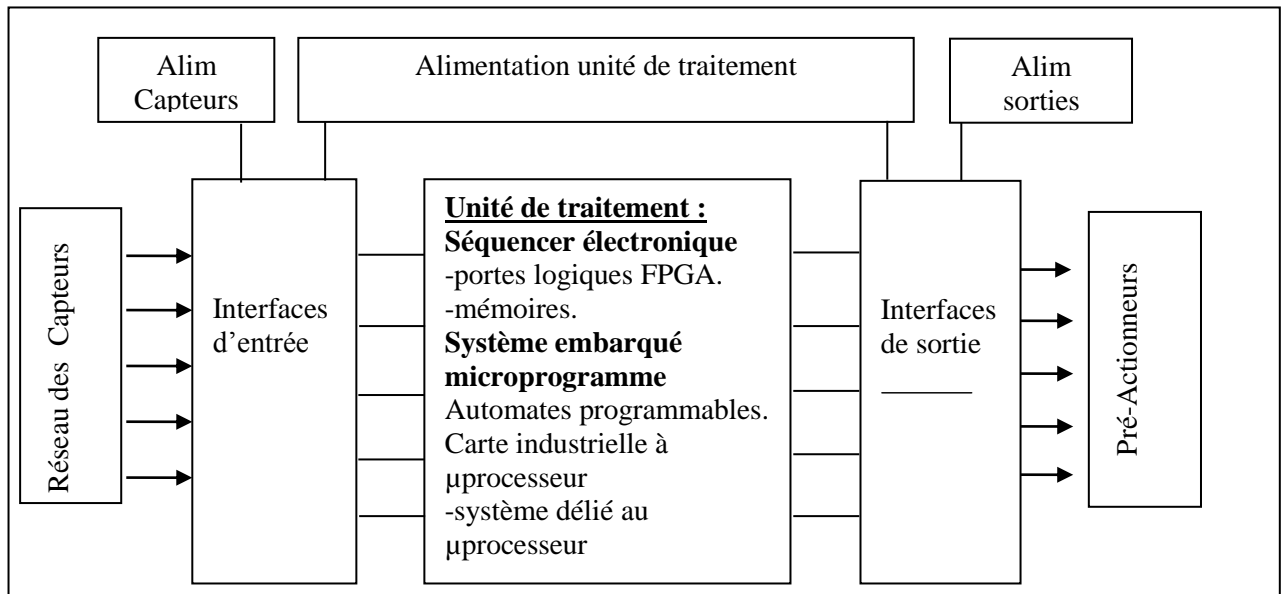 Alim
Capteurs
Alimentation unité de traitement
Alim
sorties
Réseau des Capteurs
Interfaces
d’entrée
Unité de traitement :
Séquencer électronique
-portes logiques FPGA.
-mémoires.
Système embarqué
microprogramme
Automates programmables.
Carte industrielle à
µprocesseur
-système délié au
µprocesseur
Interfaces
de sortie
Pré-Actionneurs